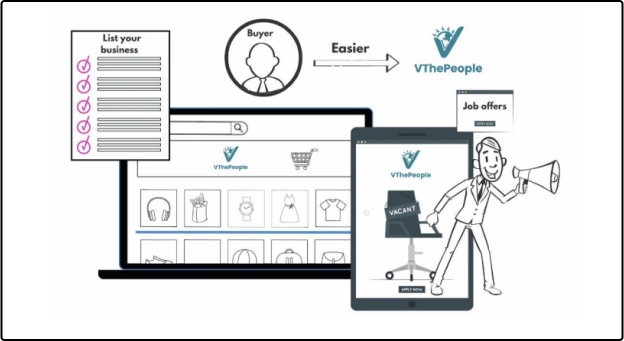 List your
business
Buyer
Easier
VThePeople
Job offers
APPLY NOW
VThePeople
VThePeople
VACANT
APPLY NOW